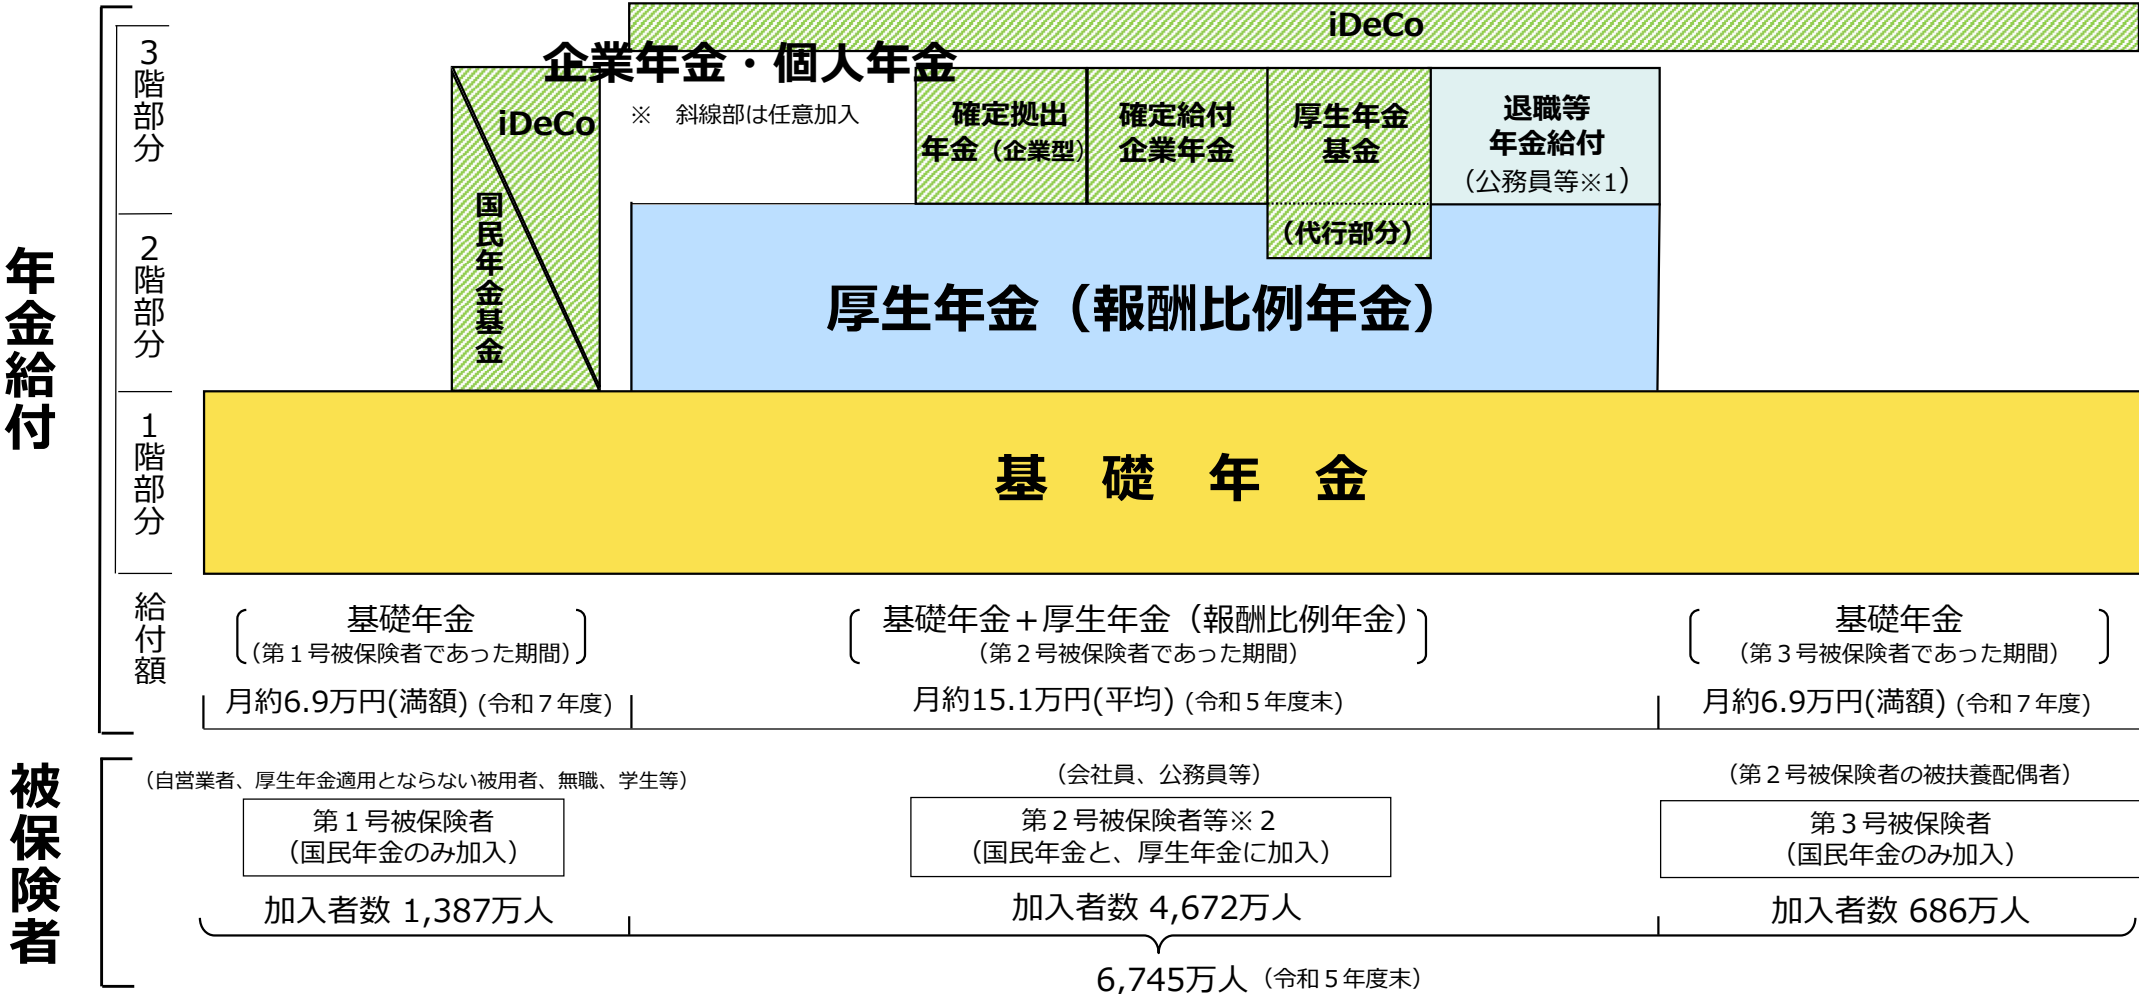 iDeCo
企業年金・個人年金
※　斜線部は任意加入
年金給付
3階部分
2階部分
1階部分
給付額
iDeCo
国民年金基金
確定拠出
年金（企業型）
確定給付
企業年金
厚生年金
基金
（代行部分）
退職等
年金給付
（公務員等※1）
厚生年金（報酬比例年金）
基　礎　年　金
基礎年金
（第１号被保険者であった期間）
月約6.9万円(満額) (令和７年度)
基礎年金＋厚生年金（報酬比例年金）
（第２号被保険者であった期間）
月約15.1万円(平均) (令和５年度末)
基礎年金
（第３号被保険者であった期間）
月約6.9万円(満額) (令和７年度)
被保険者
（自営業者、厚生年金適用とならない被用者、無職、学生等）
第１号被保険者
（国民年金のみ加入）
加入者数 1,387万人
（会社員、公務員等）
第２号被保険者等※２
（国民年金と、厚生年金に加入）
加入者数 4,672万人
（第２号被保険者の被扶養配偶者）
第３号被保険者
（国民年金のみ加入）
加入者数 686万人
6,745万人（令和５年度末）